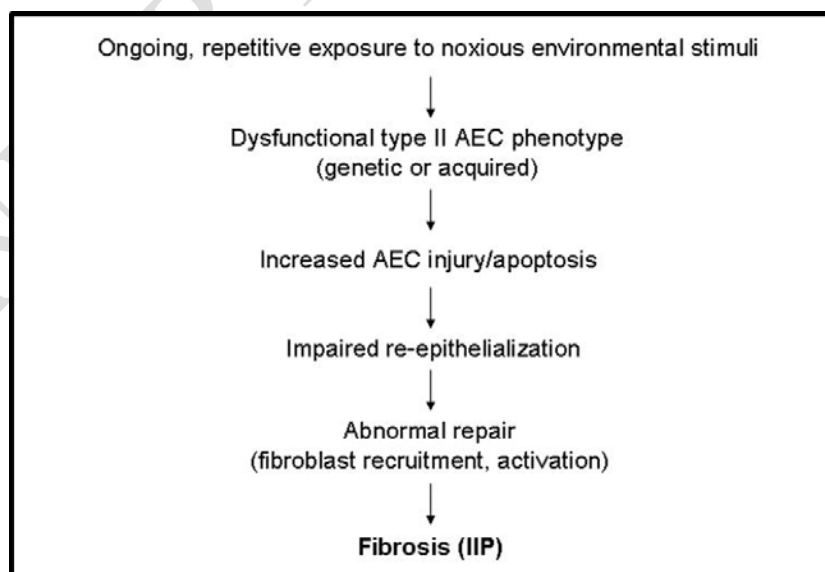 Ongoing, repetitive exposure to noxious environmental stimuli
Dysfunctional type II AEC phenotype
(genetic or acquired)
Increased AEC injury/apoptosis
Impaired re-epithelialization
Abnormal repair
(fibroblast recruitment, activation)
Fibrosis (IIP)